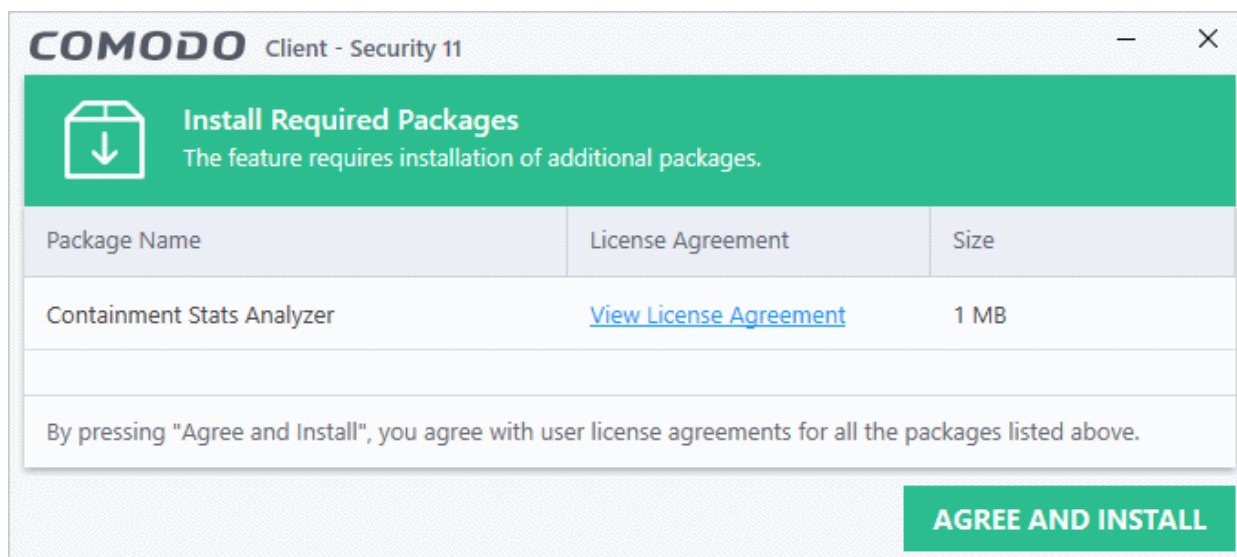 COMODO Client - Security 11
Install Required Packages
The feature requires installation of additional packages.
Package Name License Agreement Size
Containment Stats Analyzer View License Agreement 1 MB
By pressing "Agree and Install", you agree with user license agreements for all the packages listed above.
AGREE AND INSTALL